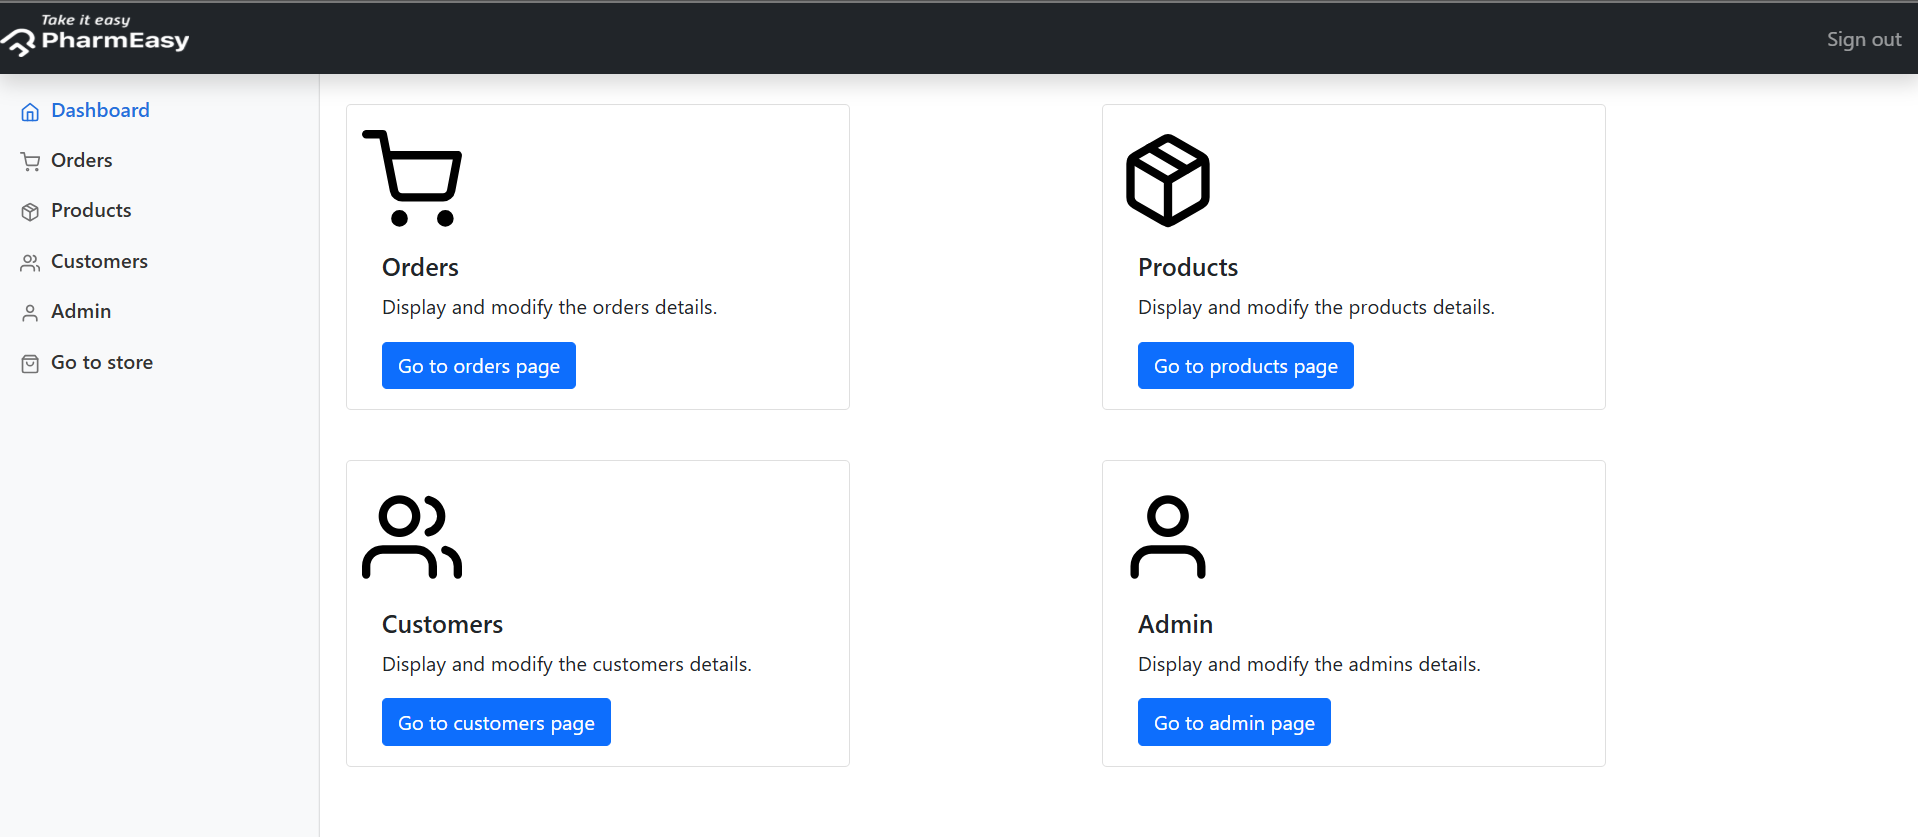 Take it easy
PharmEasy
Sign out
Dashboard
Orders
Products
Customers
Admin
Go to store
Orders
Display and modify the orders details.
Go to orders page
Products
Display and modify the products details.
Go to products page
Customers
Display and modify the customers details.
Go to customers page
Admin
Display and modify the admins details.
Go to admin page